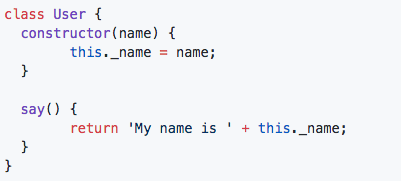 class User {
  constructor(name) {
        this._name = name;
  }

  say() {
        return 'My name is ' + this._name;
  }
}